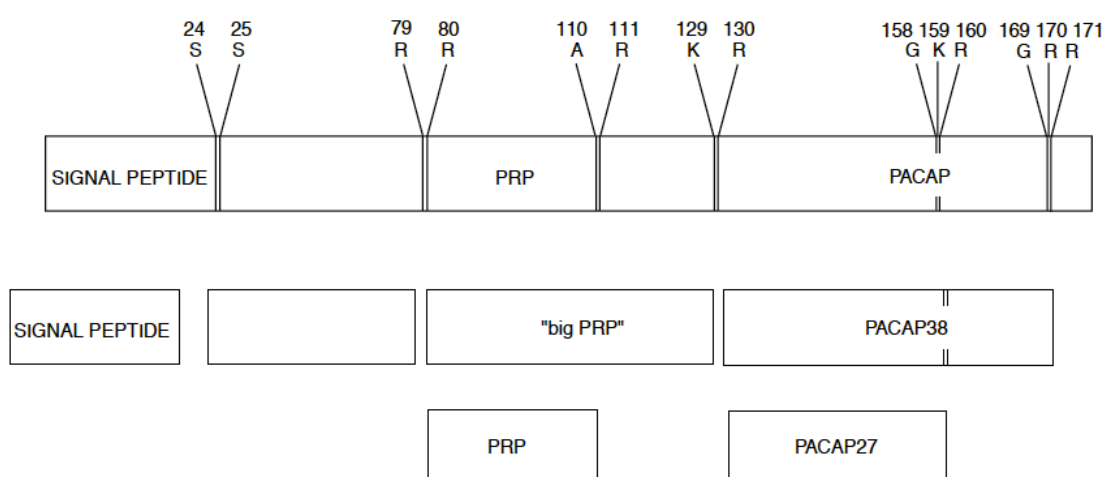 24 25 79 80 110 111 129 130 158 159 160 169 170 171
S S R R A R K R G K R G R R
SIGNAL PEPTIDE PRP PACAP
SIGNAL PEPTIDE "big PRP" PACAP38
PRP PACAP27